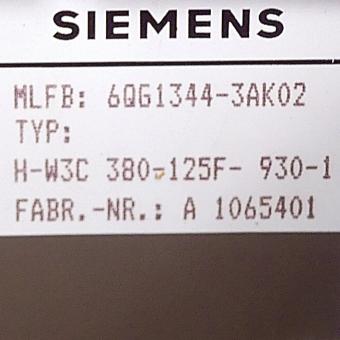 SIEMENS
MLFB: 6QG1344-3AK02
TYP:
H-W3C 380-125F- 930-1
FABR.-NR.: A 1065401